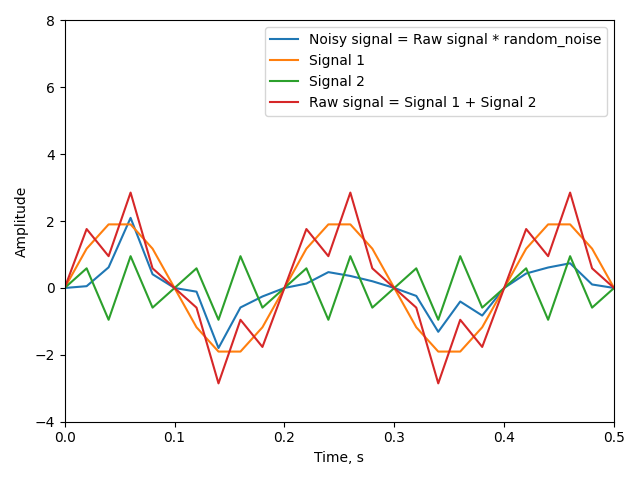 8
6
4
2
0
−2
−4
Amplitude
Noisy signal = Raw signal * random_noise
Signal 1
Signal 2
Raw signal = Signal 1 + Signal 2
0.0 0.1 0.2 0.3 0.4 0.5
Time, s